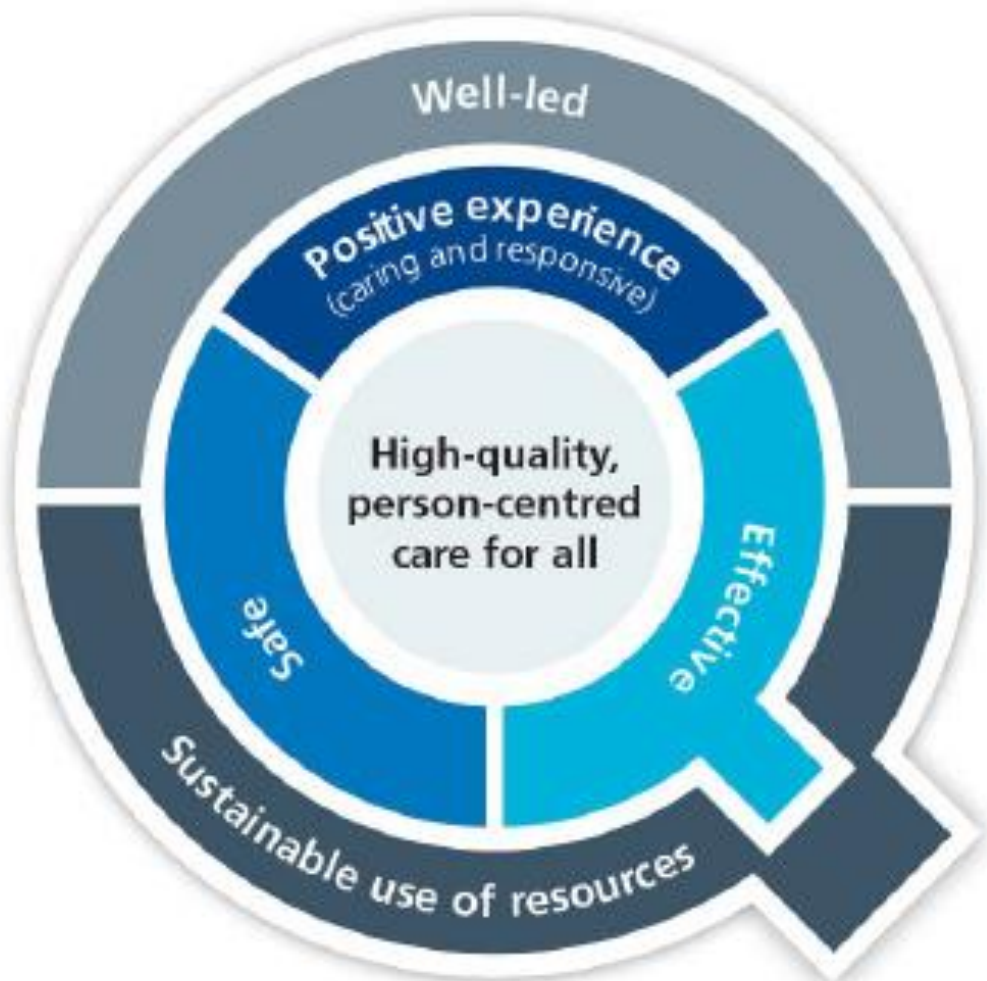 Well-led
Positive experience
(caring and responsive)
High-quality,
person-centred
care for all
Safe
Effective
Sustainable use of resources